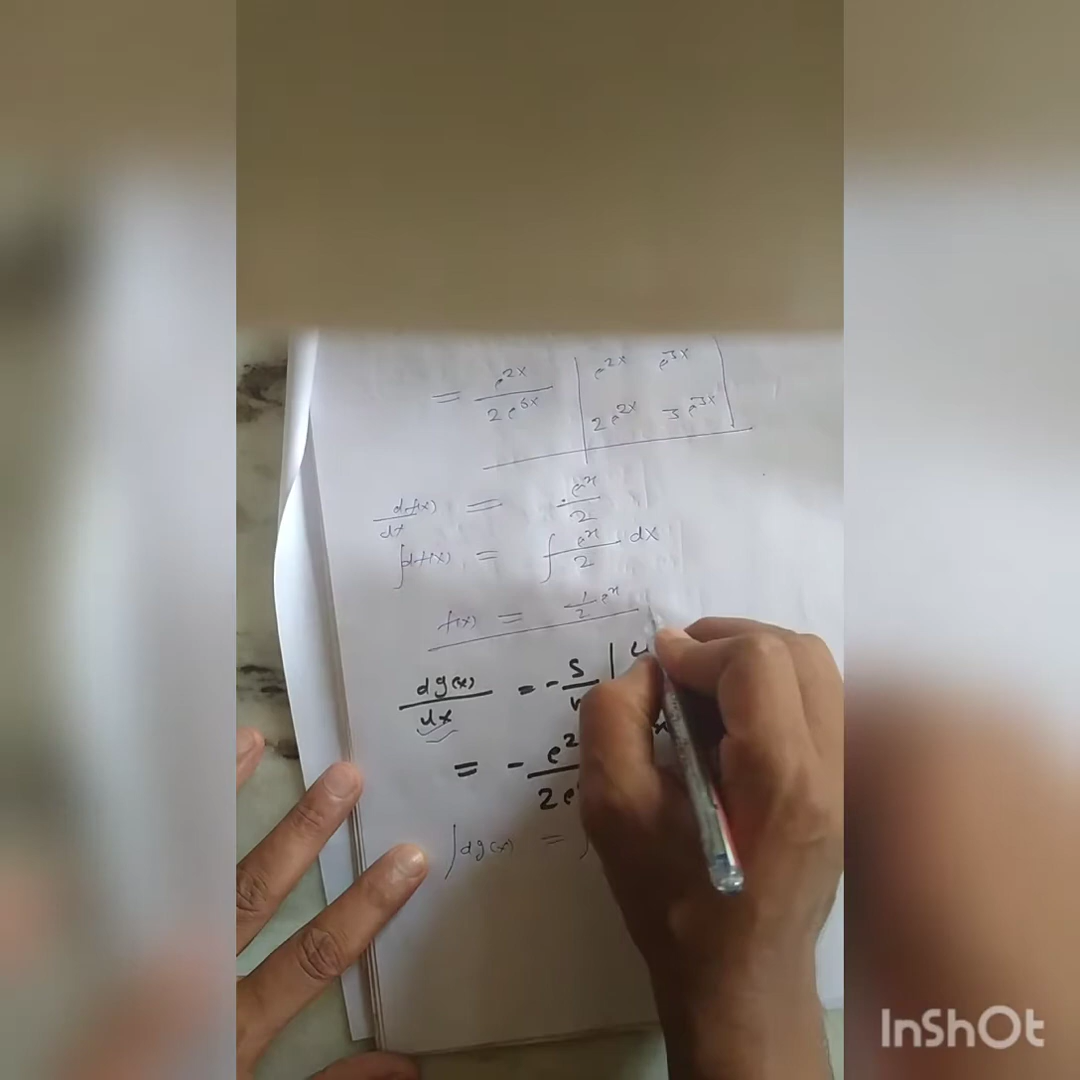 = e^2x / 2e^6x | e^2x e^3x
2e^2x 3e^3x |
df(x)/dx = e^x/2
∫df(x) = ∫ e^x/2 dx
f(x) = 1/2 e^x
dg(x)/dx = - S/W |
= - e^2 / 2e
∫dg(x) = ∫
InShOt